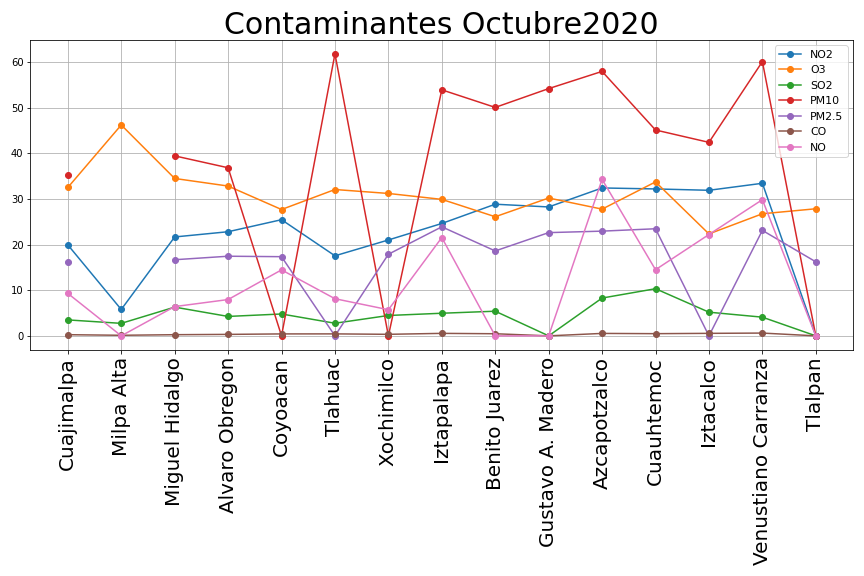 Contaminantes Octubre2020
60
50
40
30
20
10
0
NO2
O3
SO2
PM10
PM2.5
CO
NO
Cuajimalpa
Milpa Alta
Miguel Hidalgo
Alvaro Obregon
Coyoacan
Tlahuac
Xochimilco
Iztapalapa
Benito Juarez
Gustavo A. Madero
Azcapotzalco
Cuauhtemoc
Iztacalco
Venustiano Carranza
Tlalpan